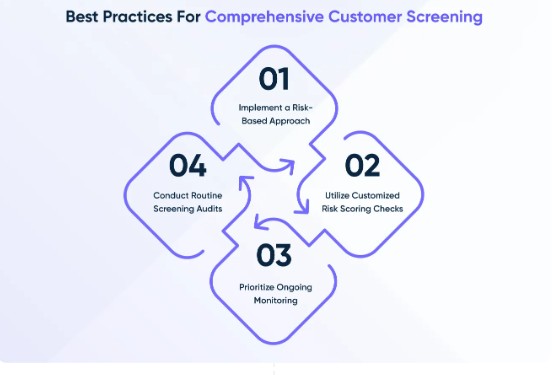 Best Practices For Comprehensive Customer Screening
01
Implement a Risk-
Based Approach
02
Utilize Customized
Risk Scoring Checks
03
Prioritize Ongoing
Monitoring
04
Conduct Routine
Screening Audits